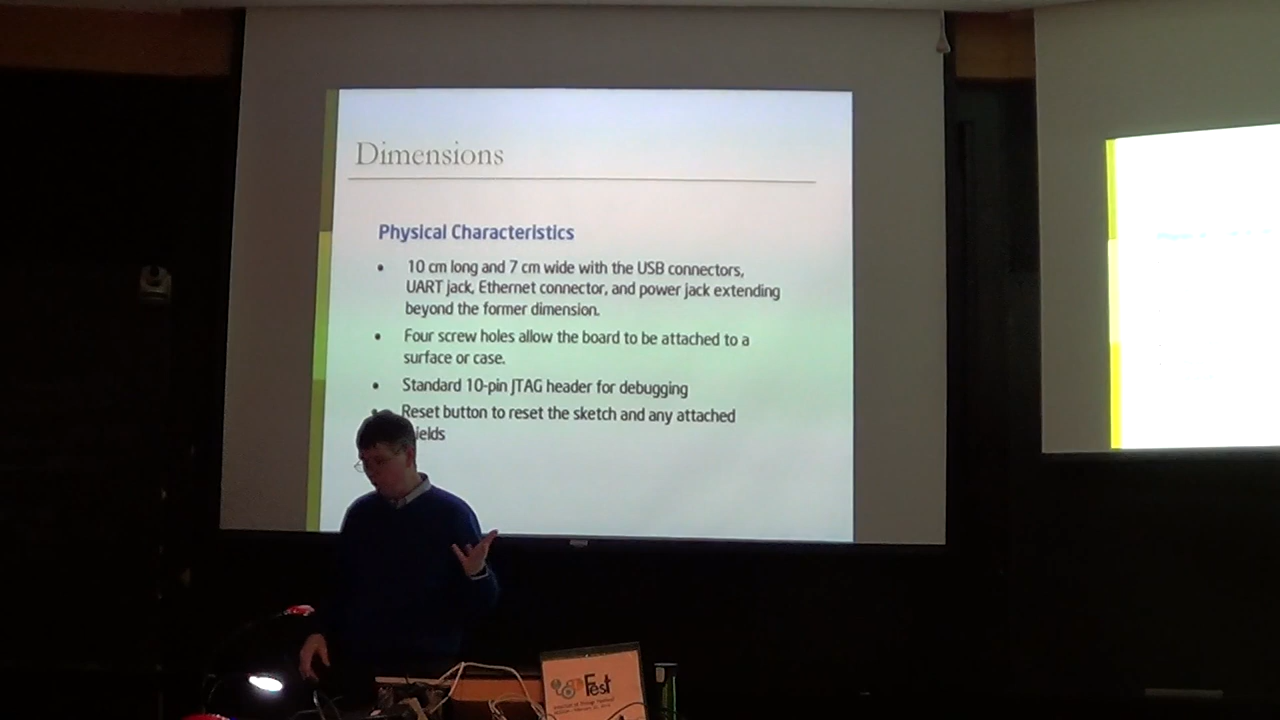 Dimensions
Physical Characteristics
• 10 cm long and 7 cm wide with the USB connectors,
UART jack, Ethernet connector, and power jack extending
beyond the former dimension.
• Four screw holes allow the board to be attached to a
surface or case.
• Standard 10-pin JTAG header for debugging
• Reset button to reset the sketch and any attached
ields
Fest